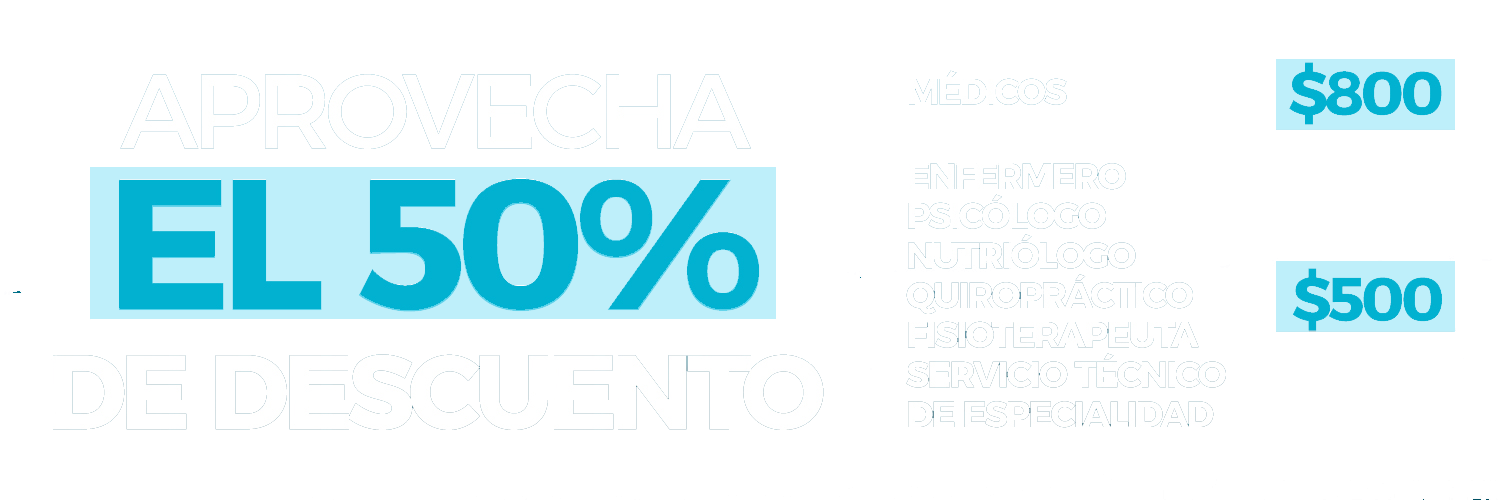 APROVECHA
EL 50%
DE DESCUENTO
MÉDICOS
$800
ENFERMERO
PSICÓLOGO
NUTRIÓLOGO
QUIROPRÁCTICO
FISIOTERAPEUTA
SERVICIO TÉCNICO
DE ESPECIALIDAD
$500